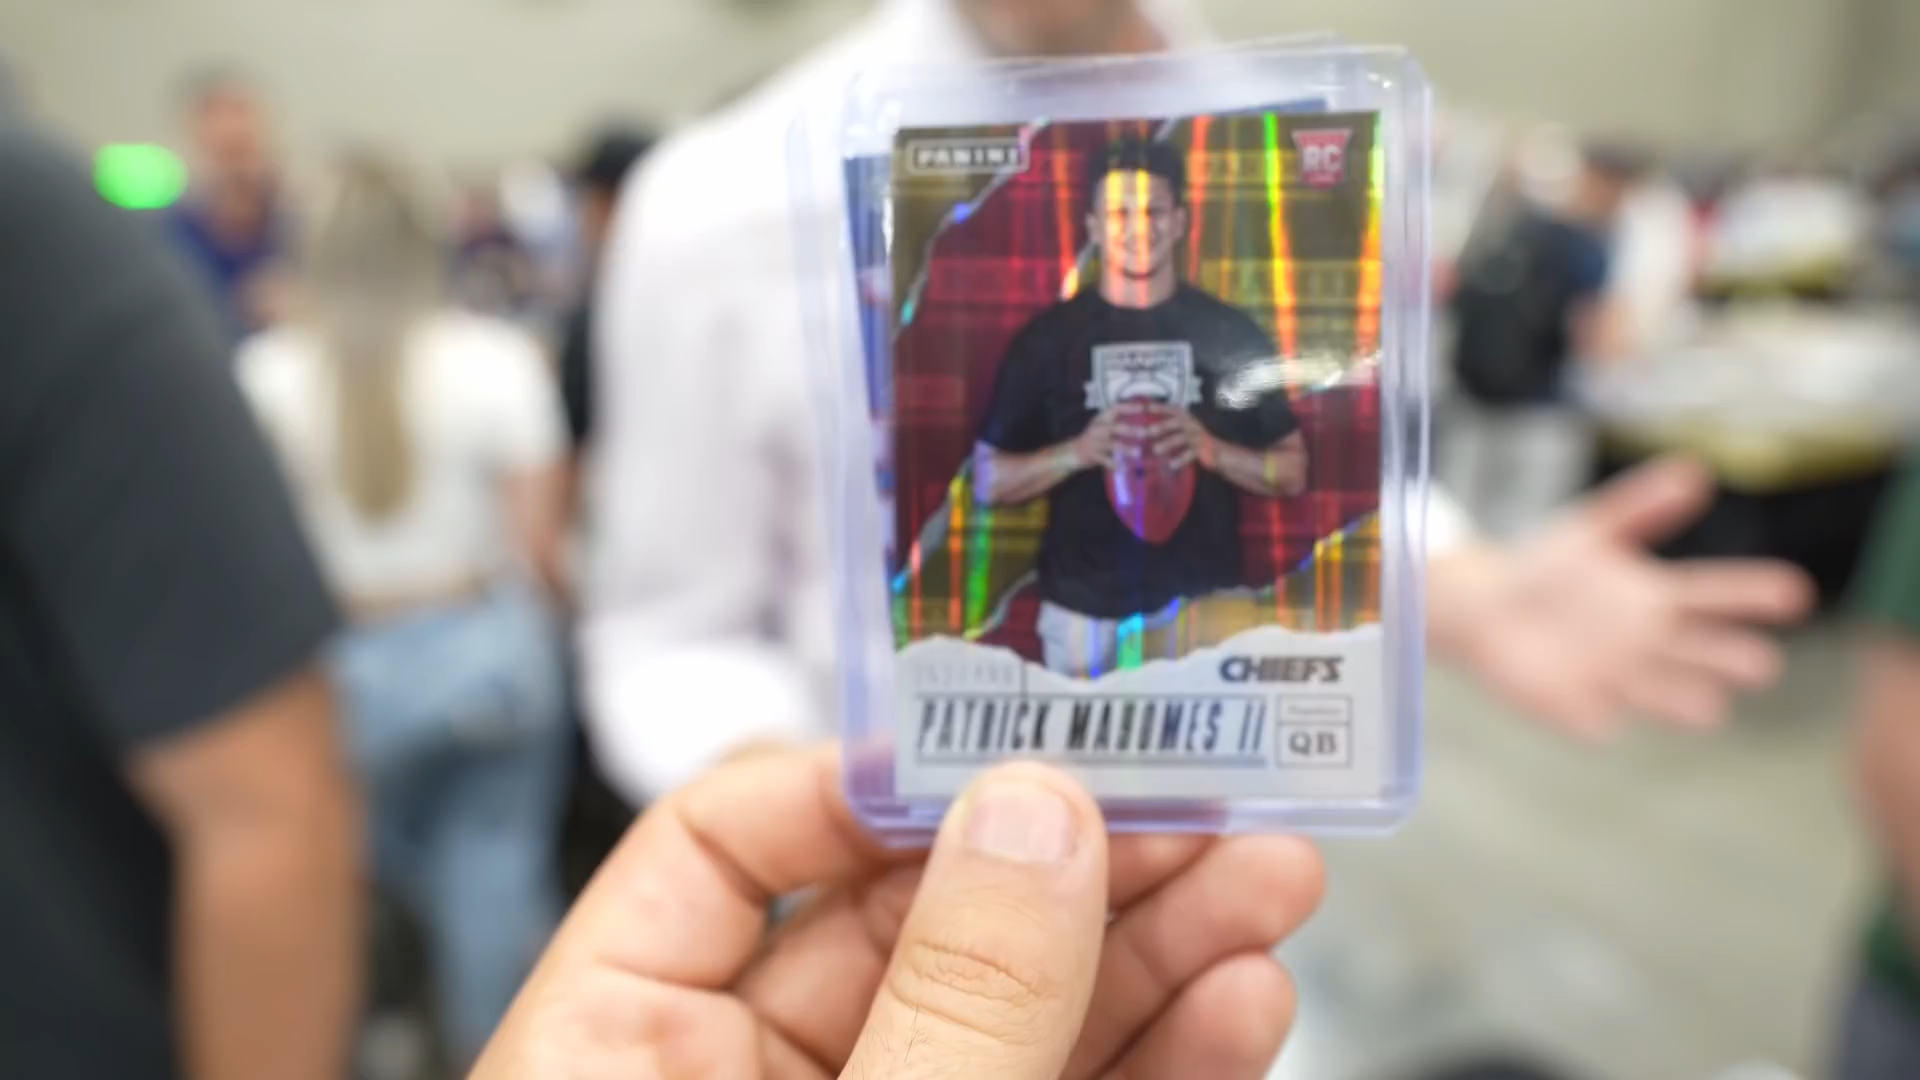 PANINI
RC
CHIEFS
PATRICK MAHOMES II
QB